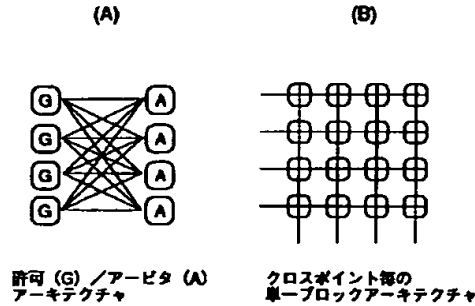 (A)
(B)
G A
G A
G A
G A
許可 (G) /アービタ (A)
アーキテクチャ
クロスポイント毎の
単一ブロックアーキテクチャ